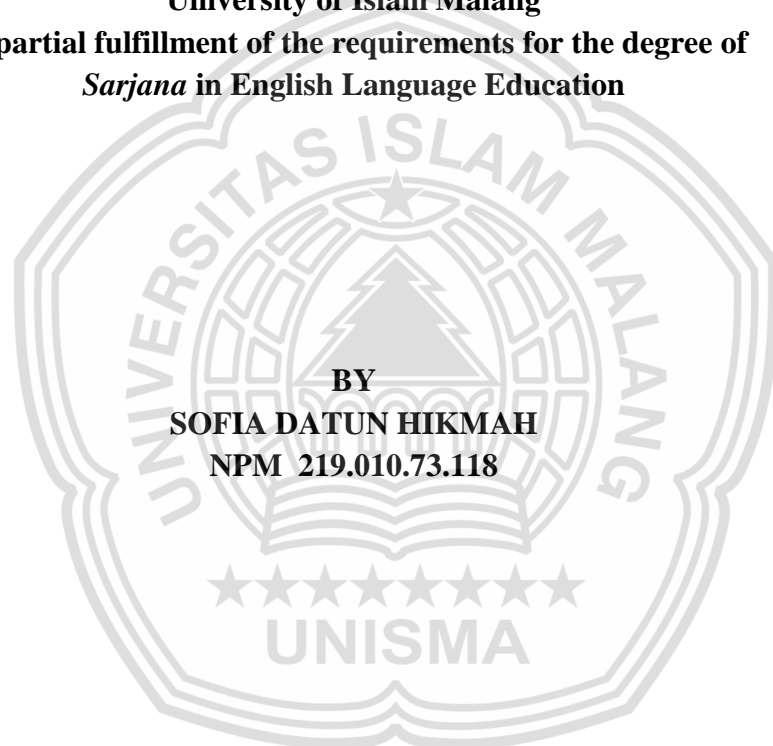 University of Islam Malang
partial fulfillment of the requirements for the degree of
Sarjana in English Language Education
UNIVERSITAS ISLAM MALANG
BY
SOFIA DATUN HIKMAH
NPM 219.010.73.118
UNISMA